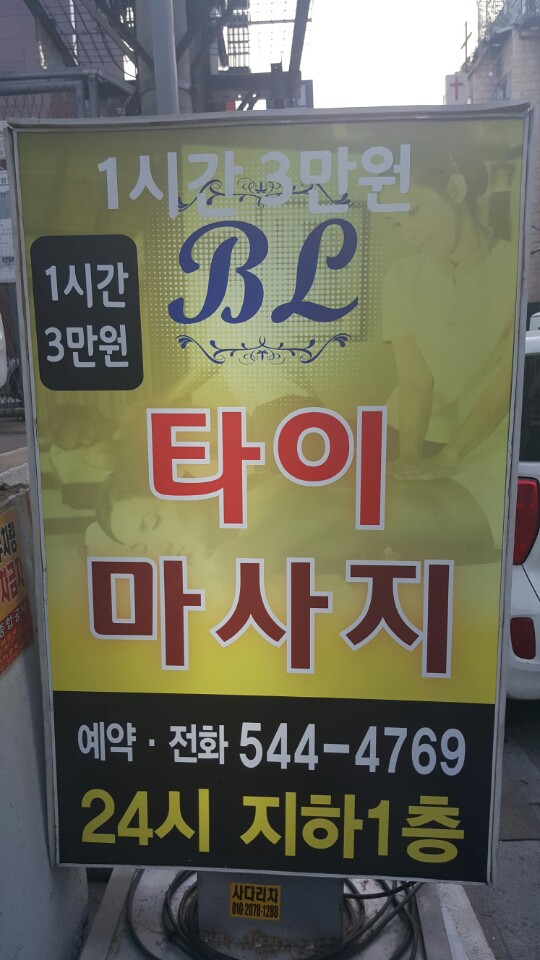 1시간 3만원
BL
1시간
3만원
타이
마사지
예약 · 전화 544-4769
24시 지하1층
사다리차
010-2078-1288